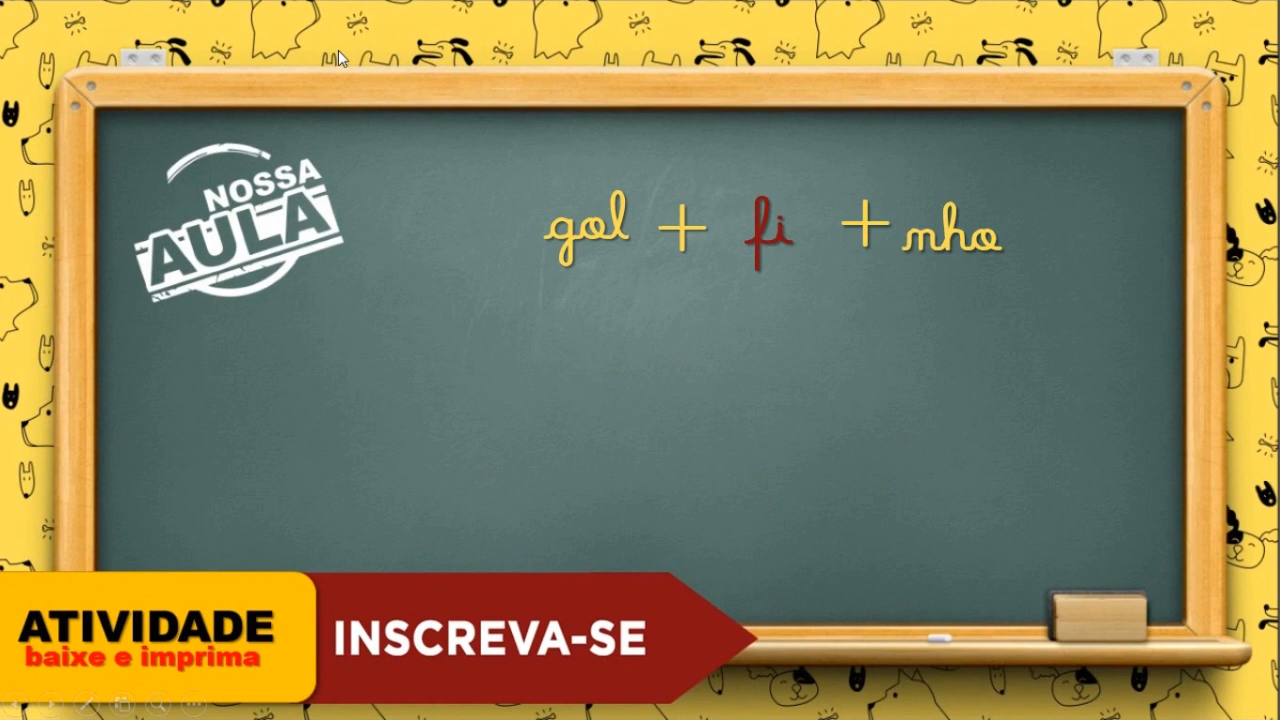 NOSSA
AULA
gol + fi + nho
ATIVIDADE
baixe e imprima
INSCREVA-SE